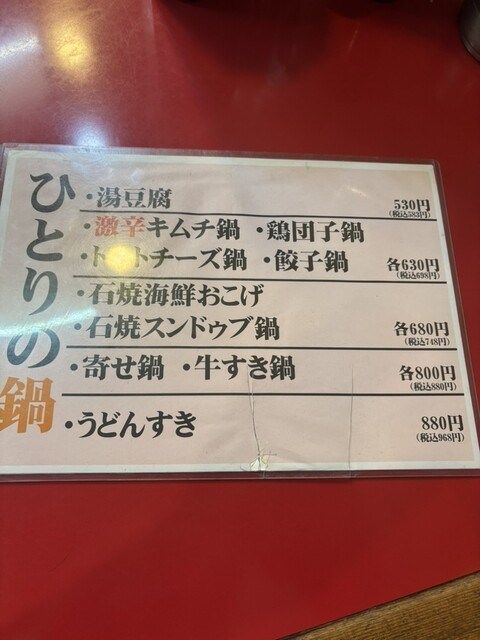 ひとりの鍋
・湯豆腐 530円
(税込583円)
・激辛キムチ鍋 ・鶏団子鍋
・トマトチーズ鍋 ・餃子鍋 各630円
(税込698円)
・石焼海鮮おこげ
・石焼スンドゥブ鍋 各680円
(税込748円)
・寄せ鍋 ・牛すき鍋 各800円
(税込880円)
・うどんすき 880円
(税込968円)